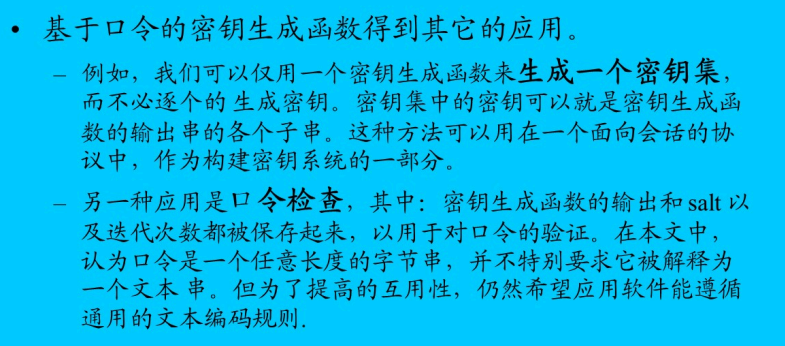 • 基于口令的密钥生成函数得到其它的应用。
– 例如，我们可以仅用一个密钥生成函数来生成一个密钥集，
而不必逐个的 生成密钥。密钥集中的密钥可以就是密钥生成函
数的输出串的各个子串。这种方法可以用在一个面向会话的协
议中，作为构建密钥系统的一部分。
– 另一种应用是口令检查，其中：密钥生成函数的输出和 salt 以
及迭代次数都被保存起来，以用于对口令的验证。在本文中，
认为口令是一个任意长度的字节串，并不特别要求它被解释为
一个文本 串。但为了提高的互用性，仍然希望应用软件能遵循
通用的文本编码规则.